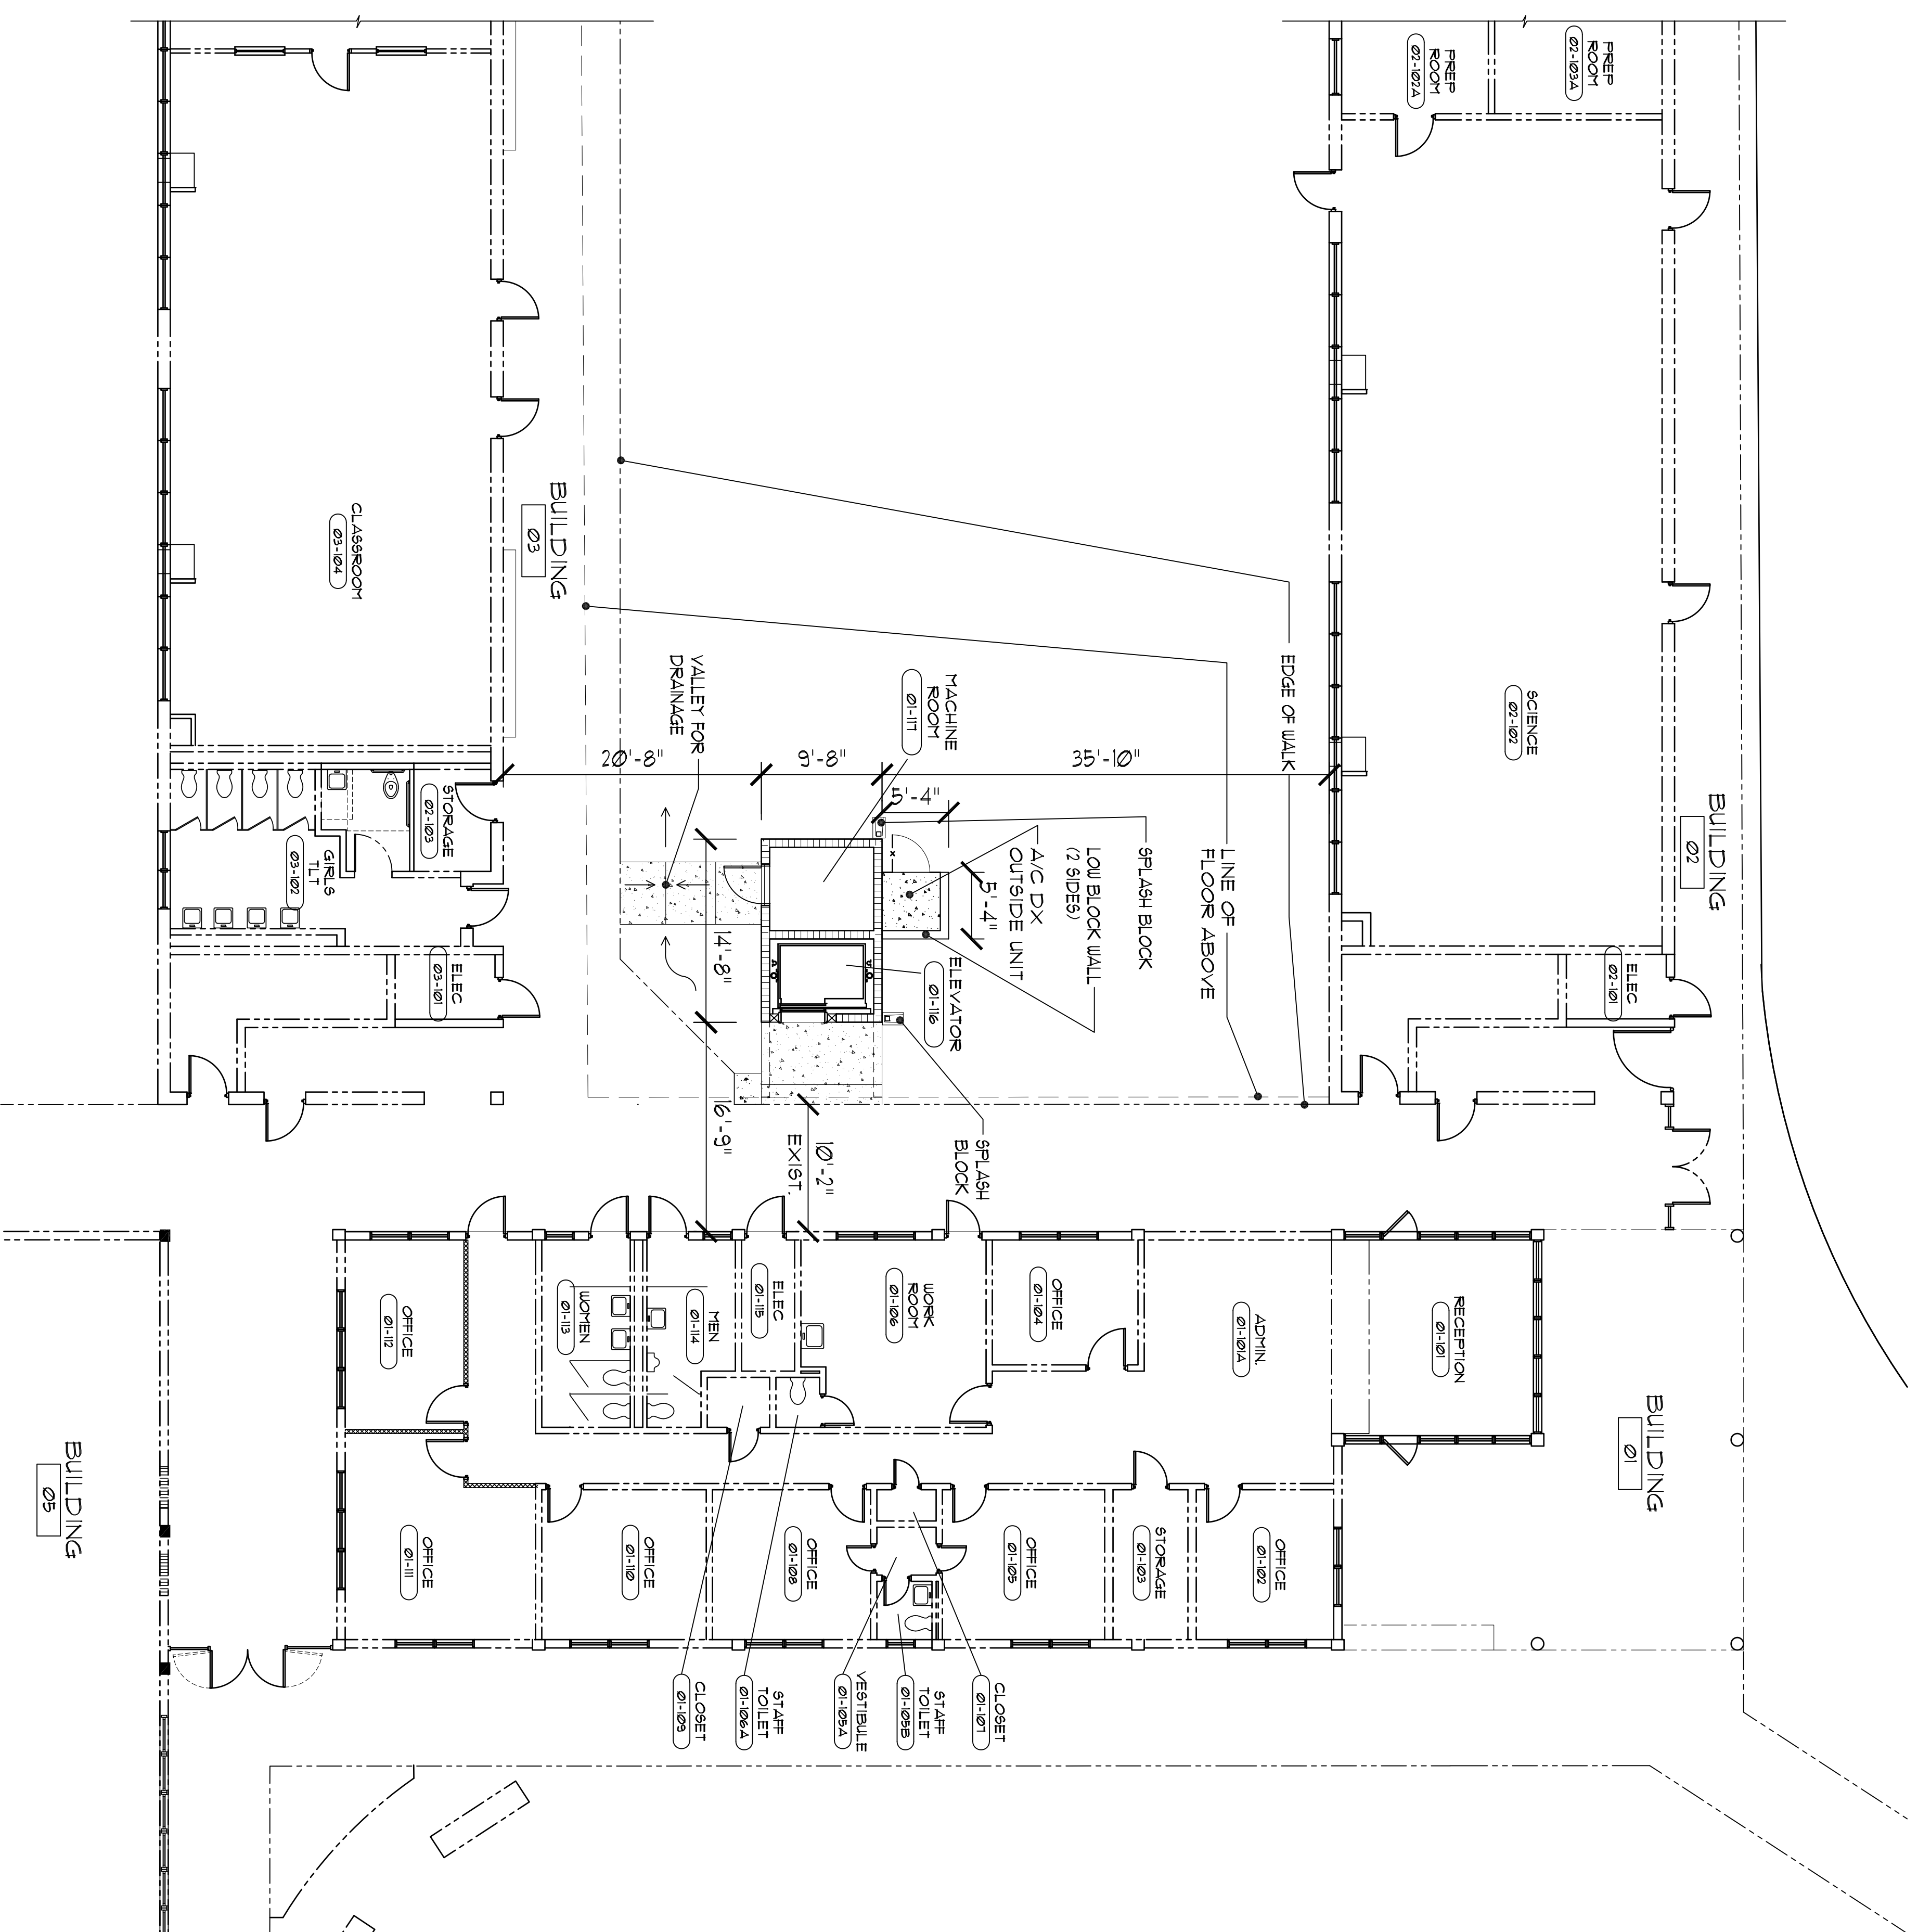 PREP
ROOM
02-102A
PREP
ROOM
02-103A
SCIENCE
02-102
BUILDING
02
ELEC
02-101
BUILDING
03
CLASSROOM
03-104
STORAGE
02-103
GIRLS
TLT
03-102
ELEC
03-101
EDGE OF WALK
LINE OF
FLOOR ABOVE
SPLASH BLOCK
LOW BLOCK WALL
(2 SIDES)
A/C DX
OUTSIDE UNIT
MACHINE
ROOM
01-117
VALLEY FOR
DRAINAGE
20'-8"
9'-8"
35'-10"
5'-4"
5'-4"
14'-8"
ELEVATOR
01-116
16'-9"
10'-2"
EXIST.
SPLASH
BLOCK
RECEPTION
01-101
ADMIN.
01-101A
OFFICE
01-104
WORK
ROOM
01-106
ELEC
01-115
MEN
01-114
WOMEN
01-113
OFFICE
01-112
BUILDING
01
OFFICE
01-102
STORAGE
01-103
OFFICE
01-105
OFFICE
01-108
OFFICE
01-110
OFFICE
01-111
BUILDING
05
CLOSET
01-107
STAFF
TOILET
01-105B
VESTIBULE
01-105A
STAFF
TOILET
01-106A
CLOSET
01-109